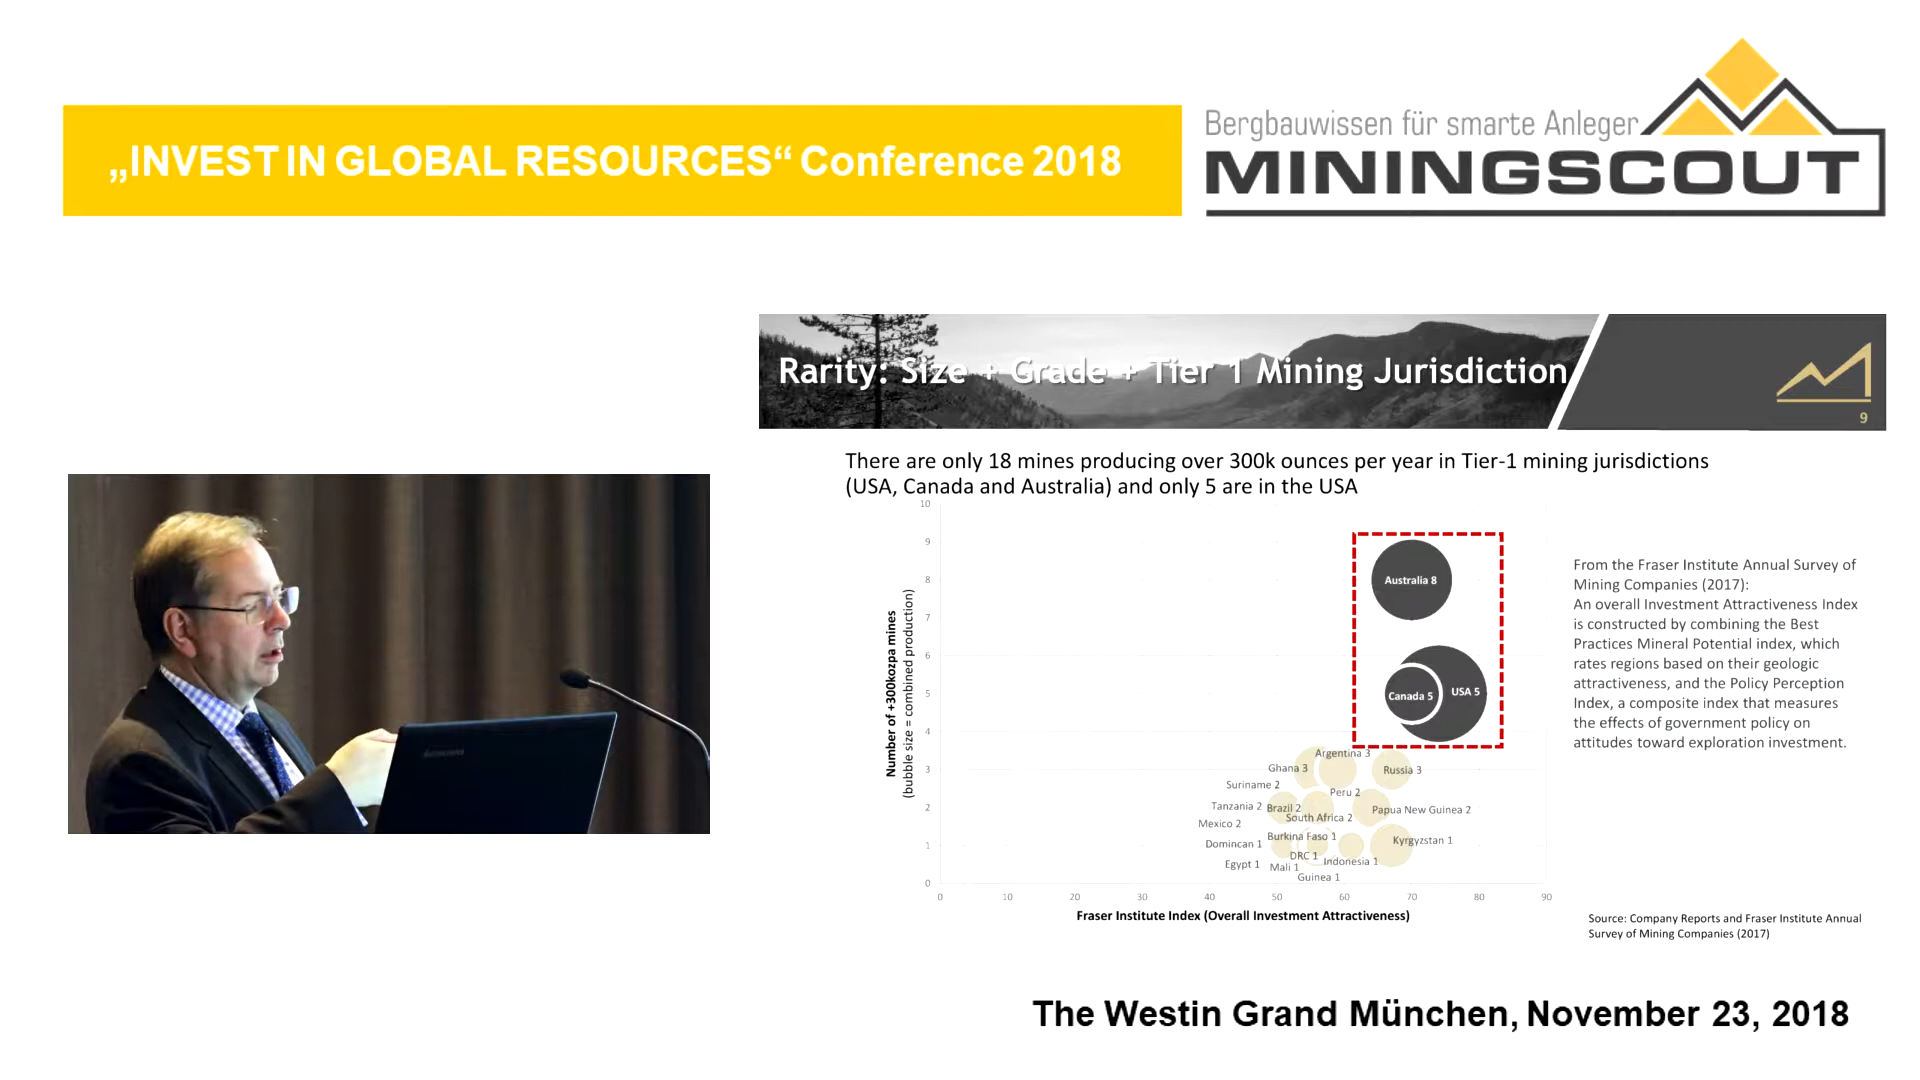 „INVEST IN GLOBAL RESOURCES“ Conference 2018
Bergbauwissen für smarte Anleger
MININGSCOUT
Rarity: Size + Grade + Tier 1 Mining Jurisdiction
9
There are only 18 mines producing over 300k ounces per year in Tier-1 mining jurisdictions
(USA, Canada and Australia) and only 5 are in the USA
Number of +300kozpa mines
(bubble size = combined production)
10
9
8
7
6
5
4
3
2
1
0
Australia 8
Canada 5
USA 5
Argentina 3
Ghana 3
Russia 3
Suriname 2
Peru 2
Tanzania 2
Brazil 2
Papua New Guinea 2
South Africa 2
Mexico 2
Burkina Faso 1
Kyrgyzstan 1
Domincan 1
DRC 1
Indonesia 1
Egypt 1
Mali 1
Guinea 1
0 10 20 30 40 50 60 70 80 90
Fraser Institute Index (Overall Investment Attractiveness)
From the Fraser Institute Annual Survey of
Mining Companies (2017):
An overall Investment Attractiveness Index
is constructed by combining the Best
Practices Mineral Potential index, which
rates regions based on their geologic
attractiveness, and the Policy Perception
Index, a composite index that measures
the effects of government policy on
attitudes toward exploration investment.
Source: Company Reports and Fraser Institute Annual
Survey of Mining Companies (2017)
The Westin Grand München, November 23, 2018